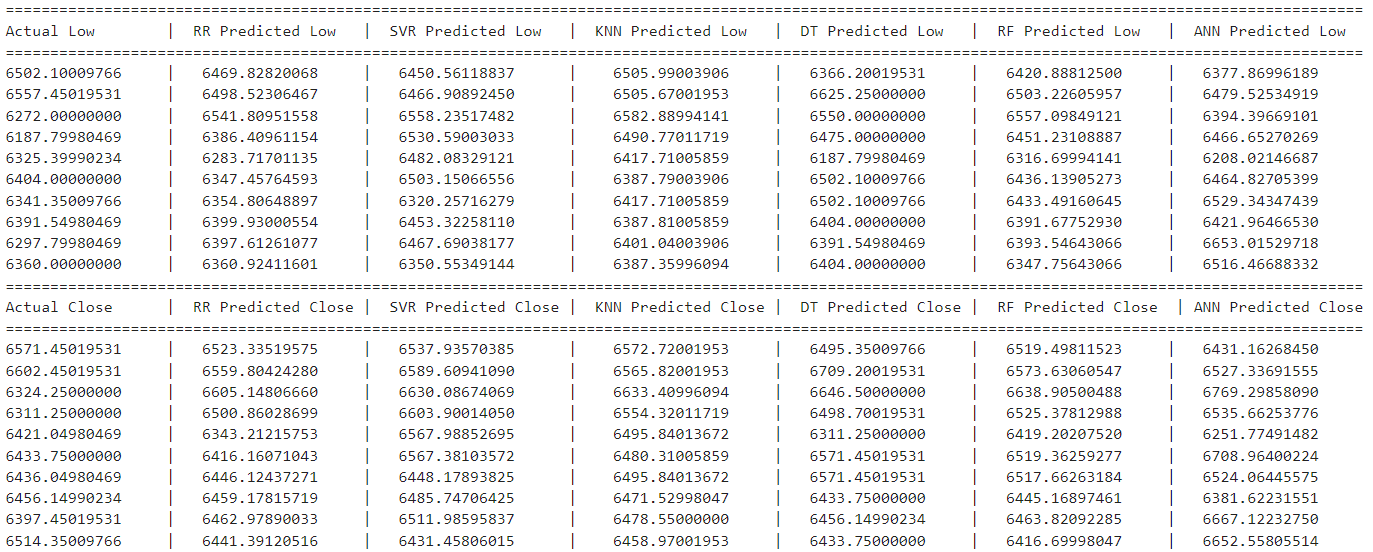 =======================================================================================================================================================
Actual Low | RR Predicted Low | SVR Predicted Low | KNN Predicted Low | DT Predicted Low | RF Predicted Low | ANN Predicted Low
=======================================================================================================================================================
6502.10009766 | 6469.82820068 | 6450.56118837 | 6505.99003906 | 6366.20019531 | 6420.88812500 | 6377.86996189
6557.45019531 | 6498.52306467 | 6466.90892450 | 6505.67001953 | 6625.25000000 | 6503.22605957 | 6479.52534919
6272.00000000 | 6541.80951558 | 6558.23517482 | 6582.88994141 | 6550.00000000 | 6557.09849121 | 6394.39669101
6187.79980469 | 6386.40961154 | 6530.59003033 | 6490.77011719 | 6475.00000000 | 6451.23108887 | 6466.65270269
6325.39990234 | 6283.71701135 | 6482.08329121 | 6417.71005859 | 6187.79980469 | 6316.69994141 | 6208.02146687
6404.00000000 | 6347.45764593 | 6503.15066556 | 6387.79003906 | 6502.10009766 | 6436.13905273 | 6464.82705399
6341.35009766 | 6354.80648897 | 6320.25716279 | 6417.71005859 | 6502.10009766 | 6433.49160645 | 6529.34347439
6391.54980469 | 6399.93000554 | 6453.32258110 | 6387.81005859 | 6404.00000000 | 6391.67752930 | 6421.96466530
6297.79980469 | 6397.61261077 | 6467.69038177 | 6401.04003906 | 6391.54980469 | 6393.54643066 | 6653.01529718
6360.00000000 | 6360.92411601 | 6350.55349144 | 6387.35996094 | 6404.00000000 | 6347.75643066 | 6516.46688332
=======================================================================================================================================================
Actual Close | RR Predicted Close | SVR Predicted Close | KNN Predicted Close | DT Predicted Close | RF Predicted Close | ANN Predicted Close
=======================================================================================================================================================
6571.45019531 | 6523.33519575 | 6537.93570385 | 6572.72001953 | 6495.35009766 | 6519.49811523 | 6431.16268450
6602.45019531 | 6559.80424280 | 6589.60941090 | 6565.82001953 | 6709.20019531 | 6573.63060547 | 6527.33691555
6324.25000000 | 6605.14806660 | 6630.08674069 | 6633.40996094 | 6646.50000000 | 6638.90500488 | 6769.29858090
6311.25000000 | 6500.86028699 | 6603.90014050 | 6554.32011719 | 6498.70019531 | 6525.37812988 | 6535.66253776
6421.04980469 | 6343.21215753 | 6567.98852695 | 6495.84013672 | 6311.25000000 | 6419.20207520 | 6251.77491482
6433.75000000 | 6416.16071043 | 6567.38103572 | 6480.31005859 | 6571.45019531 | 6519.36259277 | 6708.96400224
6436.04980469 | 6446.12437271 | 6448.17893825 | 6495.84013672 | 6571.45019531 | 6517.66263184 | 6524.06445575
6456.14990234 | 6459.17815719 | 6485.74706425 | 6471.52998047 | 6433.75000000 | 6445.16897461 | 6381.62231551
6397.45019531 | 6462.97890033 | 6511.98595837 | 6478.55000000 | 6456.14990234 | 6463.82092285 | 6667.12232750
6514.35009766 | 6441.39120516 | 6431.45806015 | 6458.97001953 | 6433.75000000 | 6416.69998047 | 6652.55805514